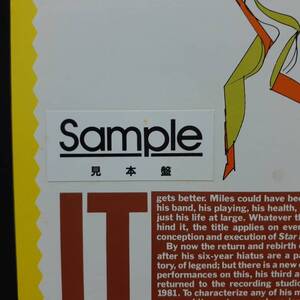 Sample
見本盤
IT
gets better. Miles could have bee
his band, his playing, his health,
just his life at large. Whatever th
hind it, the title applies on ever
conception and execution of Star
By now the return and rebirth o
after his six-year hiatus are a pa
tory, of legend; but there is a new
performances on this, his third a
returned to the recording studio
1981. To characterize any of his m